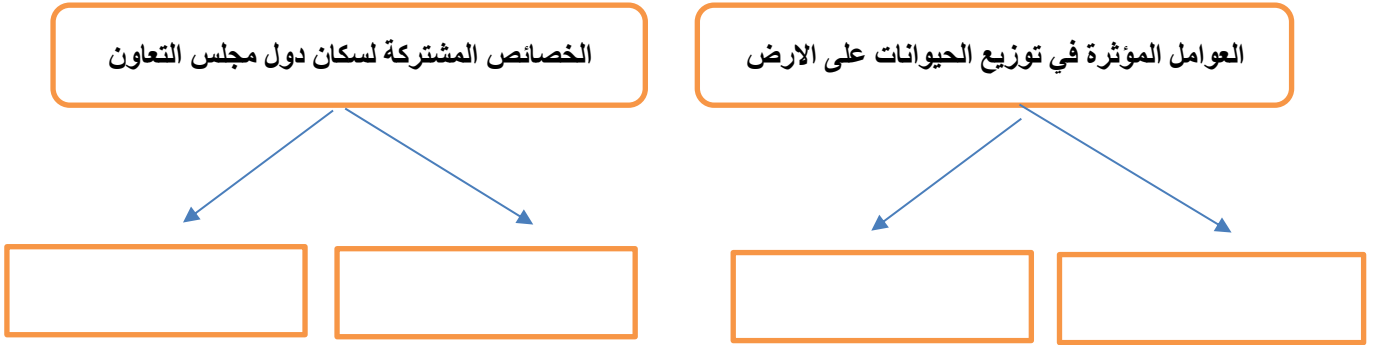 العوامل المؤثرة في توزيع الحيوانات على الارض
الخصائص المشتركة لسكان دول مجلس التعاون